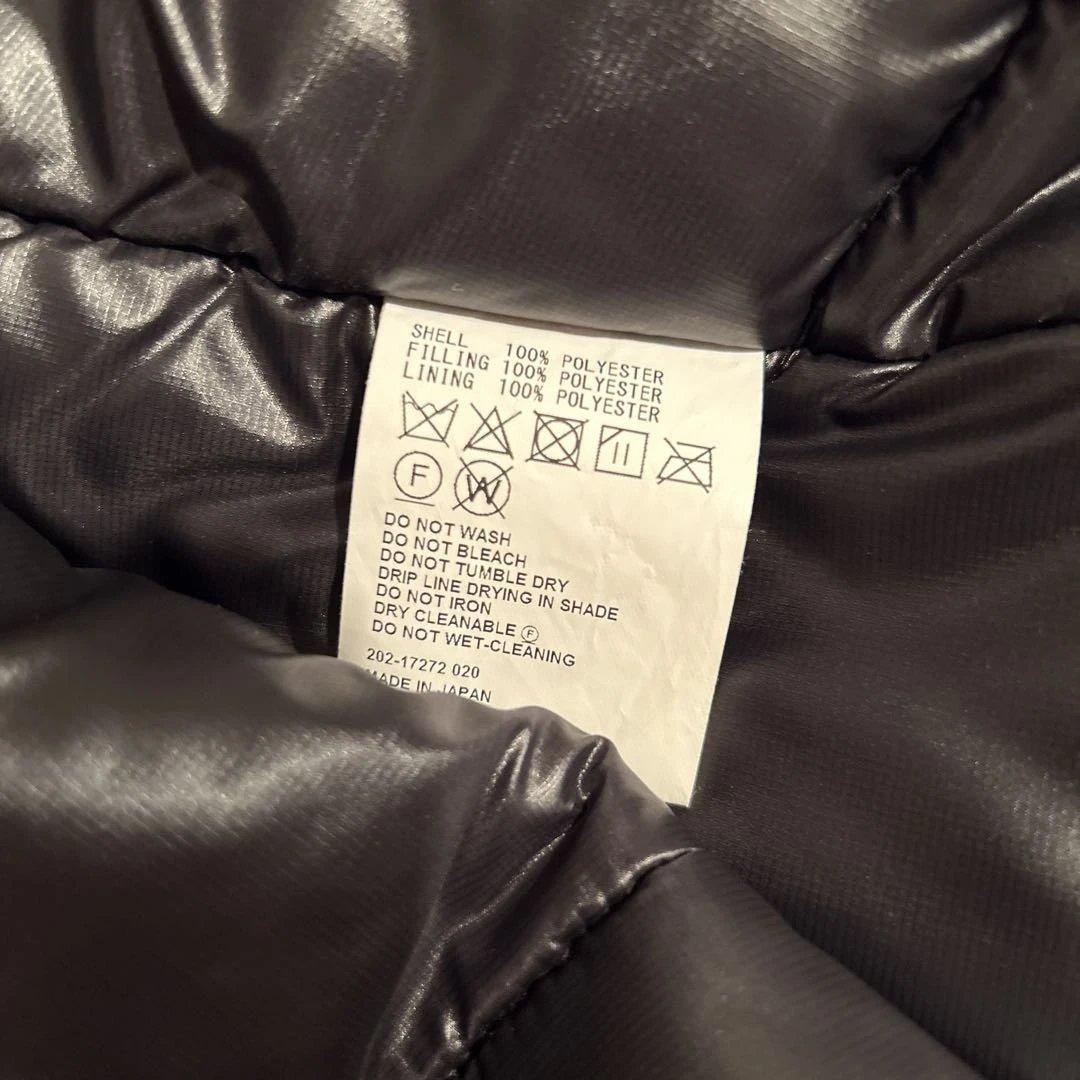 SHELL 100% POLYESTER
FILLING 100% POLYESTER
LINING 100% POLYESTER
F W
DO NOT WASH
DO NOT BLEACH
DO NOT TUMBLE DRY
DRIP LINE DRYING IN SHADE
DO NOT IRON
DRY CLEANABLE Ⓕ
DO NOT WET-CLEANING
202-17272 020
MADE IN JAPAN